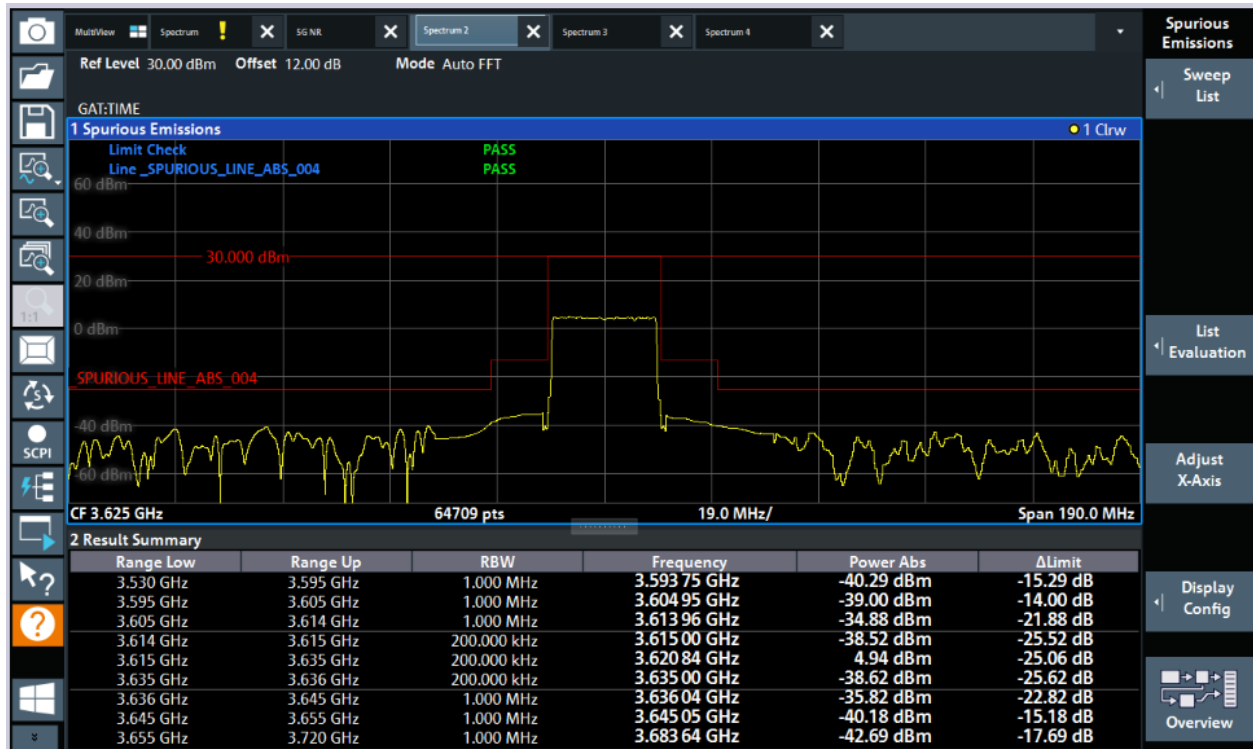 MultiView Spectrum ! 5G NR Spectrum 2 Spectrum 3 Spectrum 4
Spurious Emissions
Ref Level 30.00 dBm Offset 12.00 dB Mode Auto FFT
Sweep List
GAT:TIME
1 Spurious Emissions 1 Clrw
Limit Check PASS
Line _SPURIOUS_LINE_ABS_004 PASS
60 dBm
40 dBm
30.000 dBm
20 dBm
1:1
0 dBm
List Evaluation
_SPURIOUS_LINE_ABS_004
-40 dBm
SCPI
Adjust X-Axis
-60 dBm
CF 3.625 GHz 64709 pts 19.0 MHz/ Span 190.0 MHz
2 Result Summary
Range Low Range Up RBW Frequency Power Abs ΔLimit
3.530 GHz 3.595 GHz 1.000 MHz 3.593 75 GHz -40.29 dBm -15.29 dB
3.595 GHz 3.605 GHz 1.000 MHz 3.604 95 GHz -39.00 dBm -14.00 dB
3.605 GHz 3.614 GHz 1.000 MHz 3.613 96 GHz -34.88 dBm -21.88 dB
3.614 GHz 3.615 GHz 200.000 kHz 3.615 00 GHz -38.52 dBm -25.52 dB
3.615 GHz 3.635 GHz 200.000 kHz 3.620 84 GHz 4.94 dBm -25.06 dB
3.635 GHz 3.636 GHz 200.000 kHz 3.635 00 GHz -38.62 dBm -25.62 dB
3.636 GHz 3.645 GHz 1.000 MHz 3.636 04 GHz -35.82 dBm -22.82 dB
3.645 GHz 3.655 GHz 1.000 MHz 3.645 05 GHz -40.18 dBm -15.18 dB
3.655 GHz 3.720 GHz 1.000 MHz 3.683 64 GHz -42.69 dBm -17.69 dB
Display Config
Overview